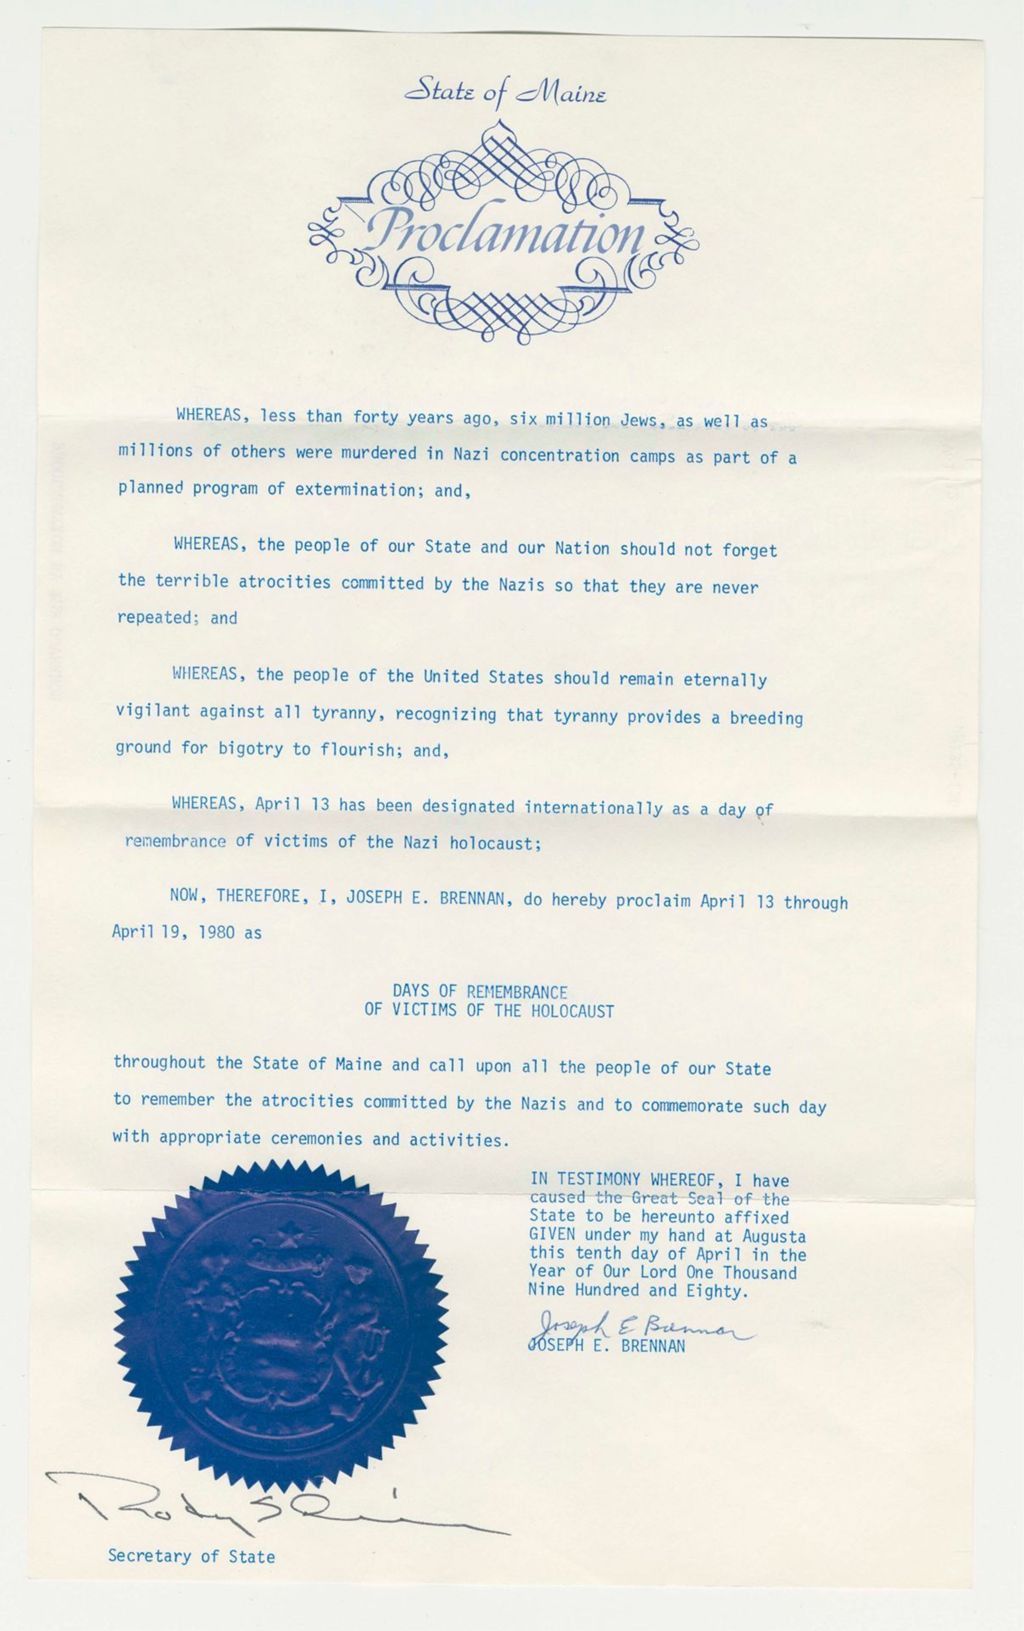 State of Maine
Proclamation
WHEREAS, less than forty years ago, six million Jews, as well as
millions of others were murdered in Nazi concentration camps as part of a
planned program of extermination; and,
WHEREAS, the people of our State and our Nation should not forget
the terrible atrocities committed by the Nazis so that they are never
repeated; and
WHEREAS, the people of the United States should remain eternally
vigilant against all tyranny, recognizing that tyranny provides a breeding
ground for bigotry to flourish; and,
WHEREAS, April 13 has been designated internationally as a day of
remembrance of victims of the Nazi holocaust;
NOW, THEREFORE, I, JOSEPH E. BRENNAN, do hereby proclaim April 13 through
April 19, 1980 as
DAYS OF REMEMBRANCE
OF VICTIMS OF THE HOLOCAUST
throughout the State of Maine and call upon all the people of our State
to remember the atrocities committed by the Nazis and to commemorate such day
with appropriate ceremonies and activities.
IN TESTIMONY WHEREOF, I have
caused the Great Seal of the
State to be hereunto affixed
GIVEN under my hand at Augusta
this tenth day of April in the
Year of Our Lord One Thousand
Nine Hundred and Eighty.
Joseph E Brennan
JOSEPH E. BRENNAN
Secretary of State